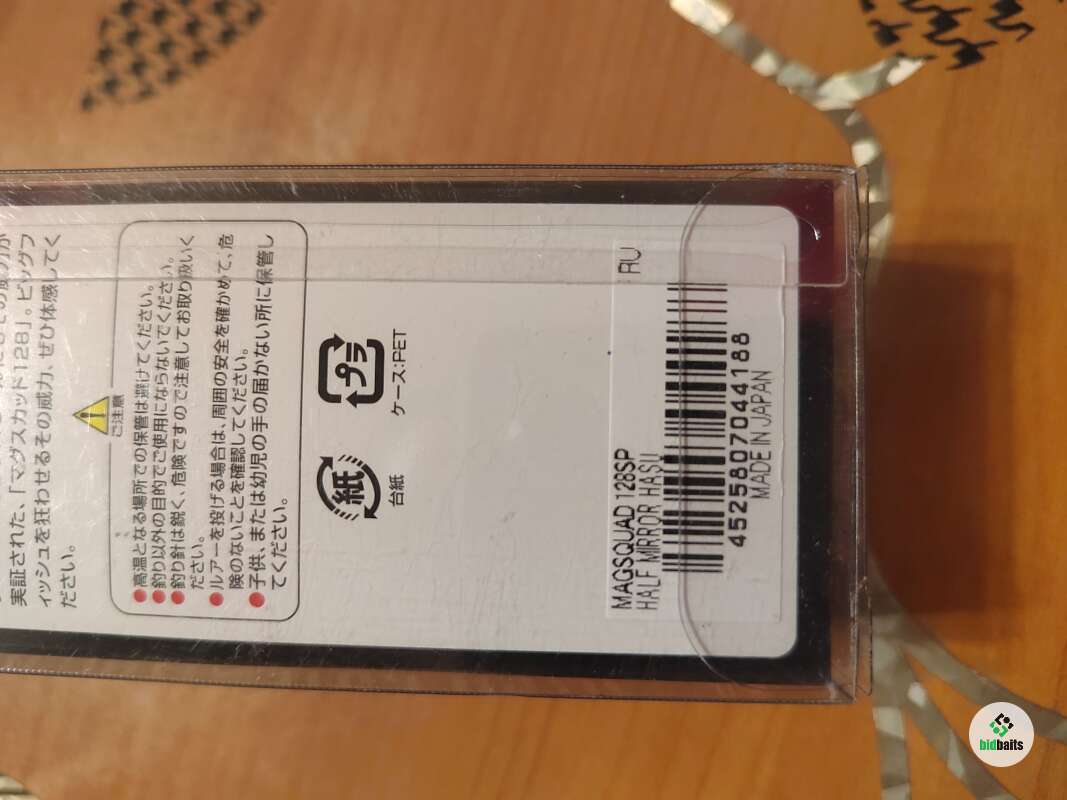 実証された、「マグスカッド128」。ビッグフ
ィッシュを狂わせるその威力、ぜひ体感してく
ださい。
ご注意
●高温となる場所での保管は避けてください。
●釣り以外の目的でご使用にならないでください。
●釣り針は鋭く、危険ですので注意してお取り扱いく
ださい。
●ルアーを投げる場合は、周囲の安全を確かめて、危
険のないことを確認してください。
●子供、または幼児の手の届かない所に保管し
てください。
紙
台紙
プラ
ケース:PET
MAGSQUAD 128SP
RU
HALF MIRROR HASU
4525807044188
MADE IN JAPAN
bidbaits